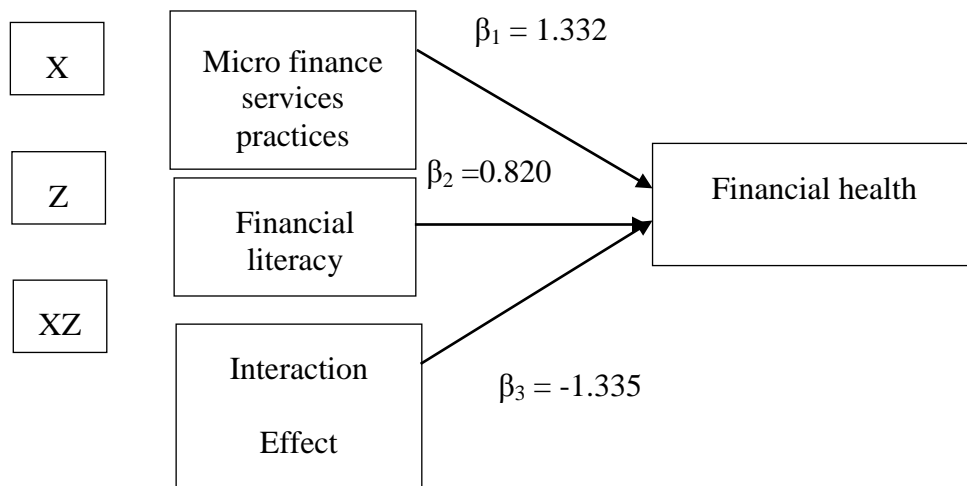 X
Z
XZ
Micro finance
services
practices
Financial
literacy
Interaction
Effect
β₁ = 1.332
β₂ =0.820
β₃ = -1.335
Financial health